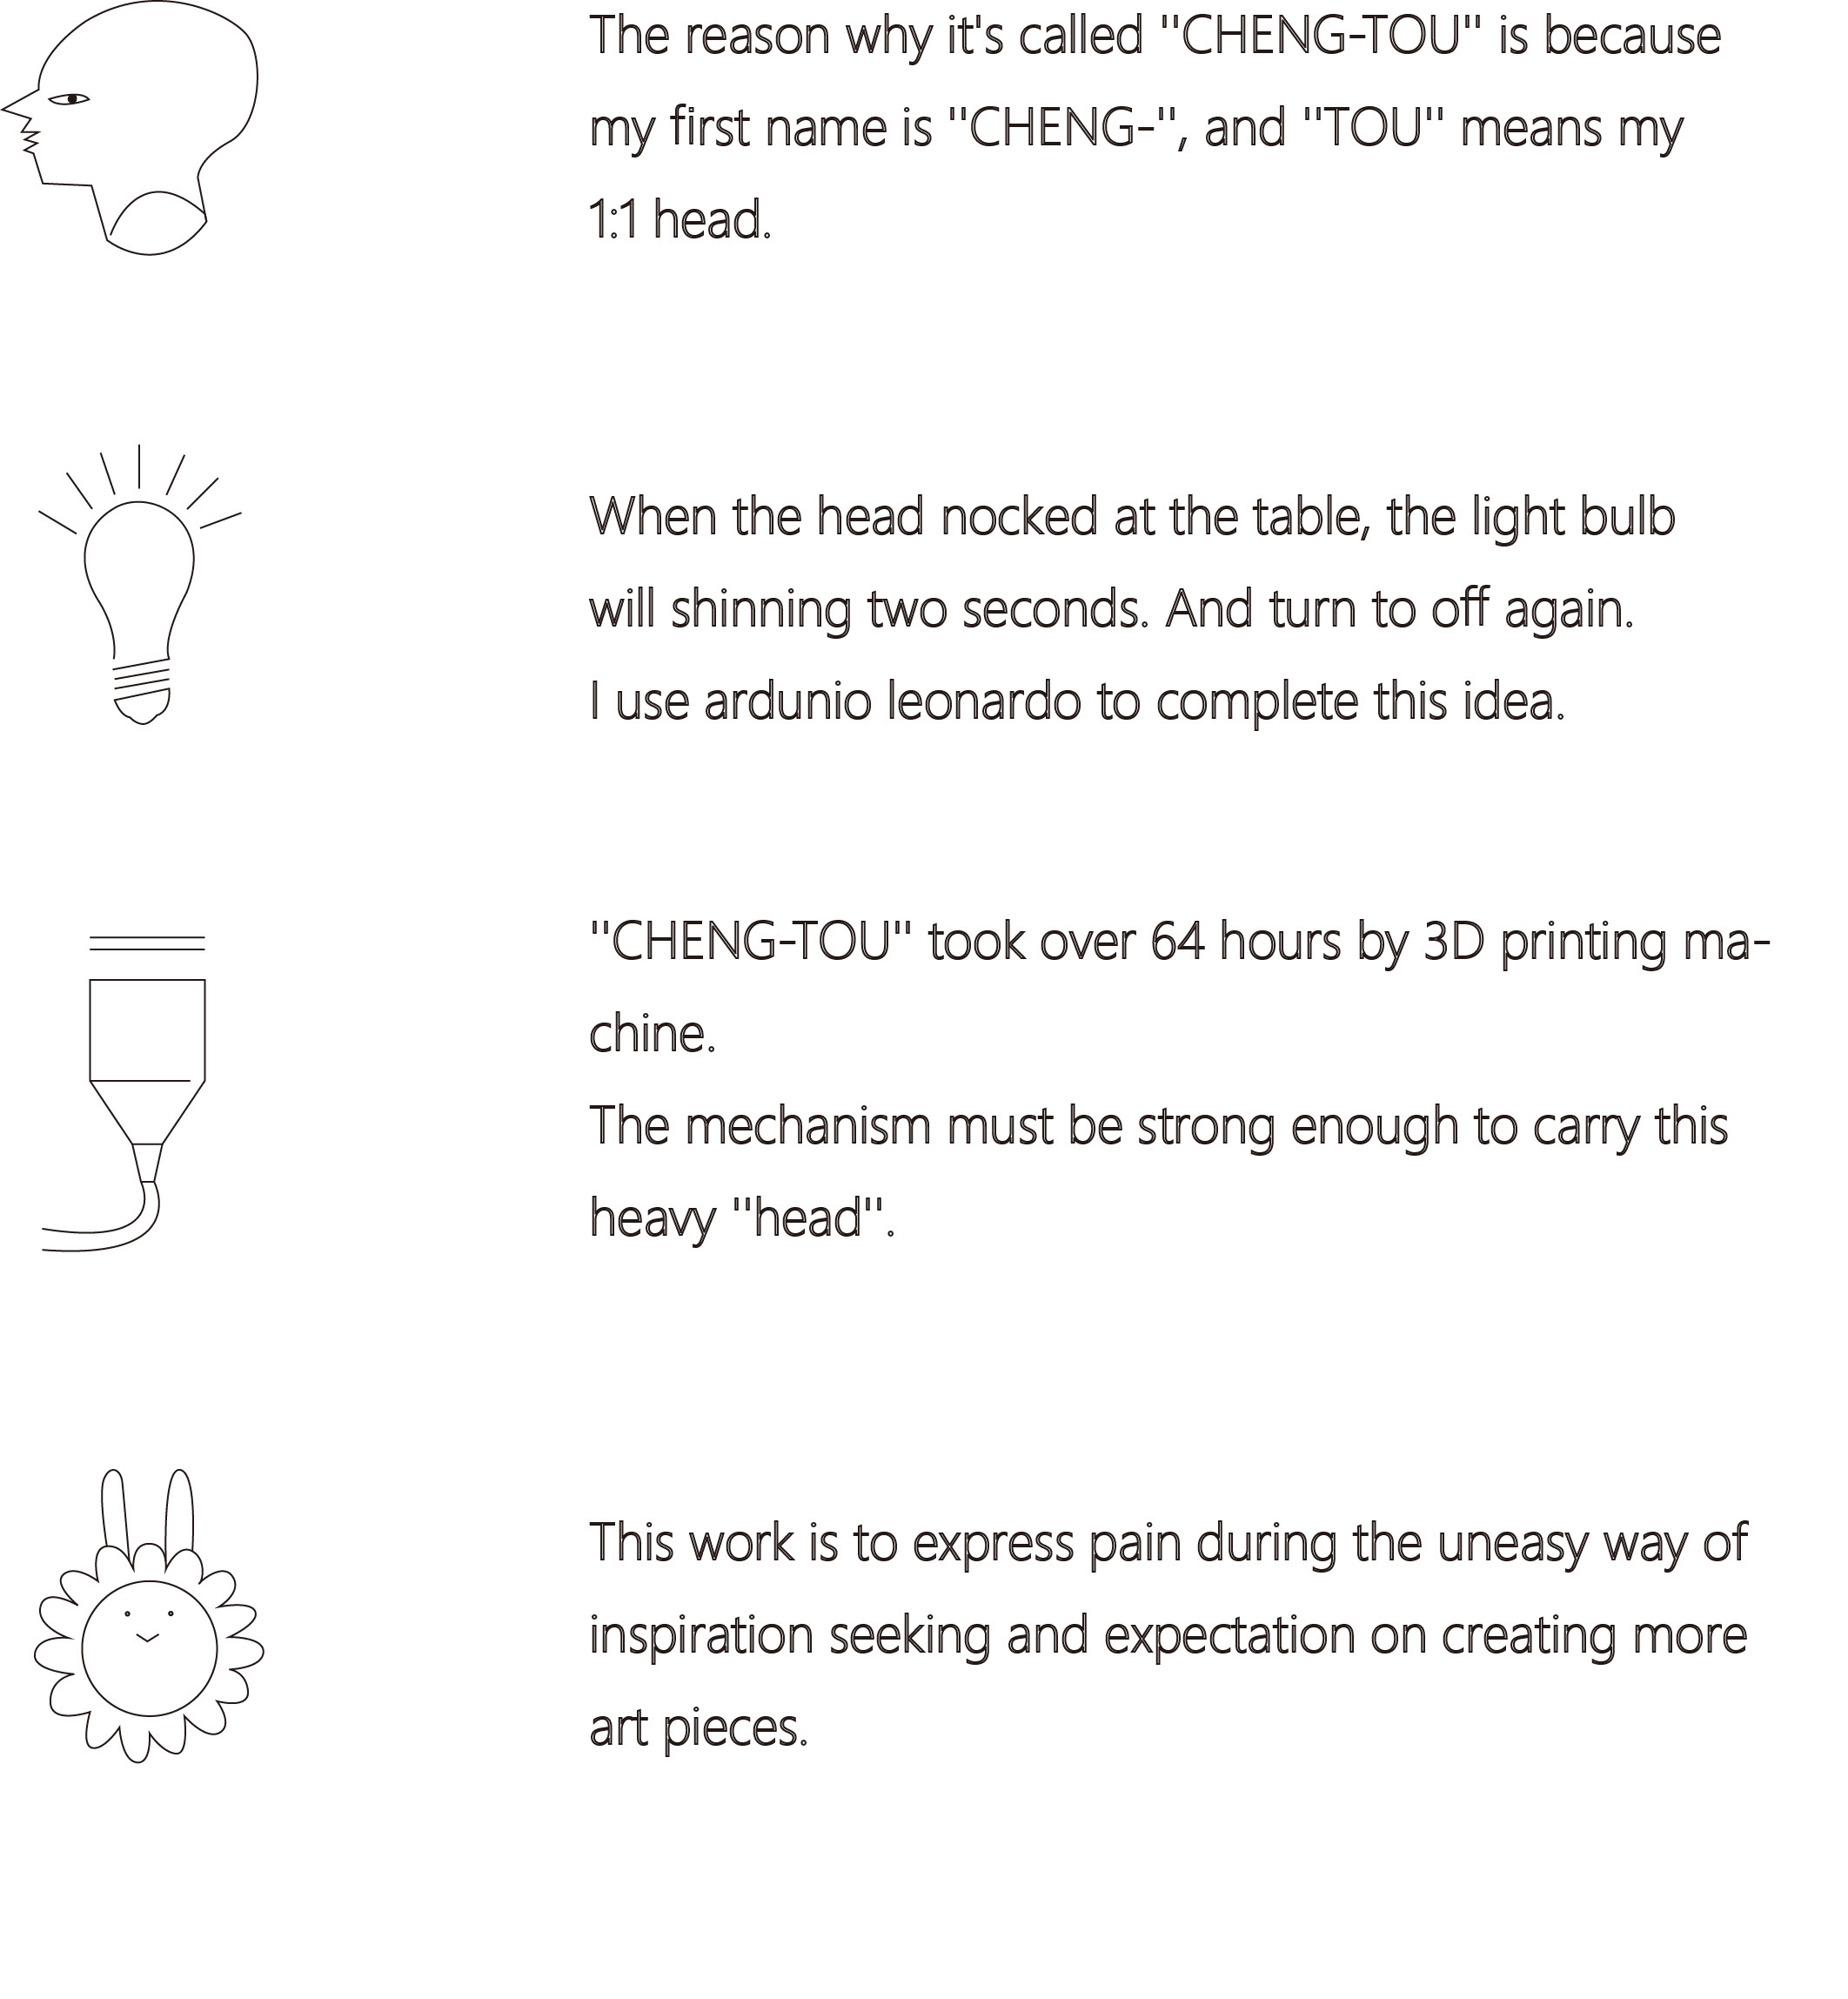 The reason why it's called "CHENG-TOU" is because
my first name is "CHENG-", and "TOU" means my
1:1 head.
When the head nocked at the table, the light bulb
will shinning two seconds. And turn to off again.
I use ardunio leonardo to complete this idea.
"CHENG-TOU" took over 64 hours by 3D printing ma-
chine.
The mechanism must be strong enough to carry this
heavy "head".
This work is to express pain during the uneasy way of
inspiration seeking and expectation on creating more
art pieces.